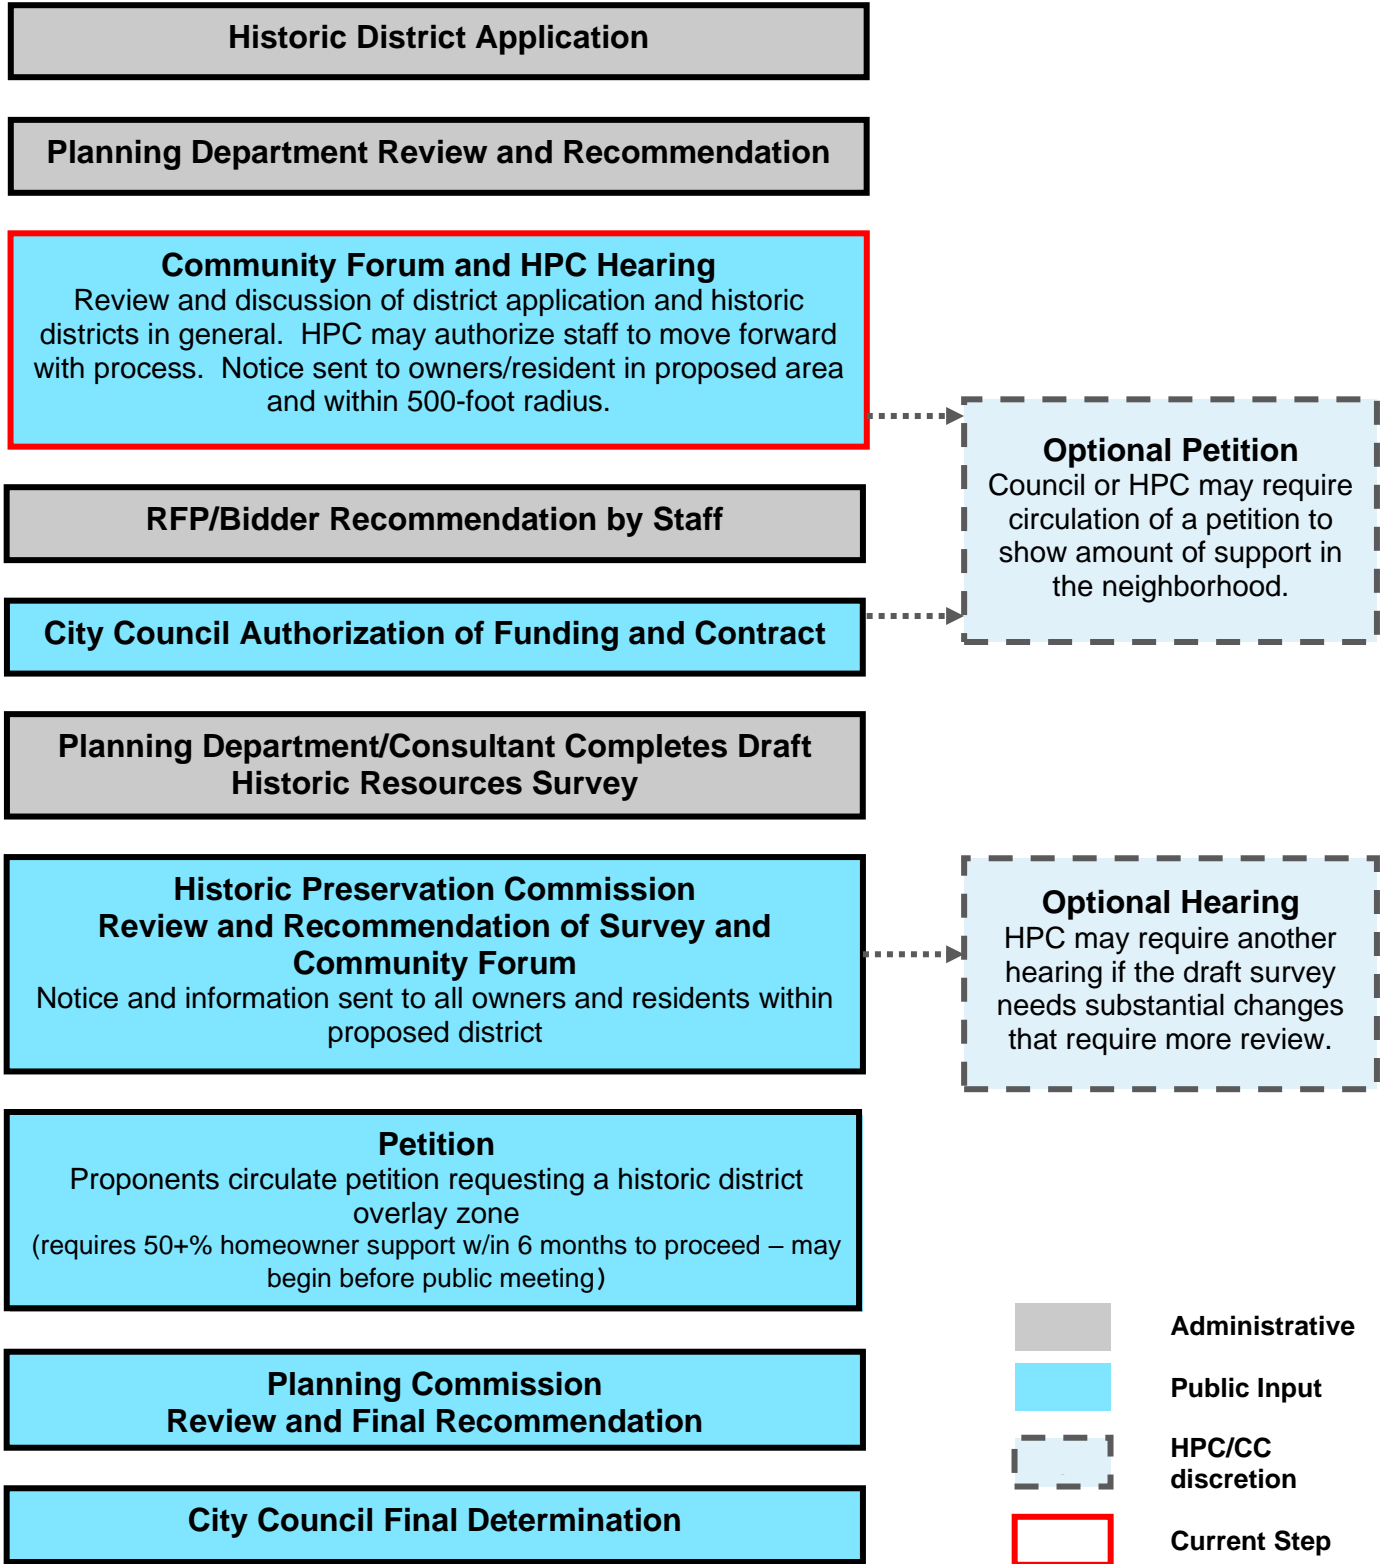 Historic District Application
Planning Department Review and Recommendation
Community Forum and HPC Hearing
Review and discussion of district application and historic
districts in general.  HPC may authorize staff to move forward
with process.  Notice sent to owners/resident in proposed area
and within 500-foot radius.
Optional Petition
Council or HPC may require
circulation of a petition to
show amount of support in
the neighborhood.
RFP/Bidder Recommendation by Staff
City Council Authorization of Funding and Contract
Planning Department/Consultant Completes Draft
Historic Resources Survey
Historic Preservation Commission
Review and Recommendation of Survey and
Community Forum
Notice and information sent to all owners and residents within
proposed district
Optional Hearing
HPC may require another
hearing if the draft survey
needs substantial changes
that require more review.
Petition
Proponents circulate petition requesting a historic district
overlay zone
(requires 50+% homeowner support w/in 6 months to proceed – may
begin before public meeting)
Planning Commission
Review and Final Recommendation
City Council Final Determination
Administrative
Public Input
HPC/CC
discretion
Current Step